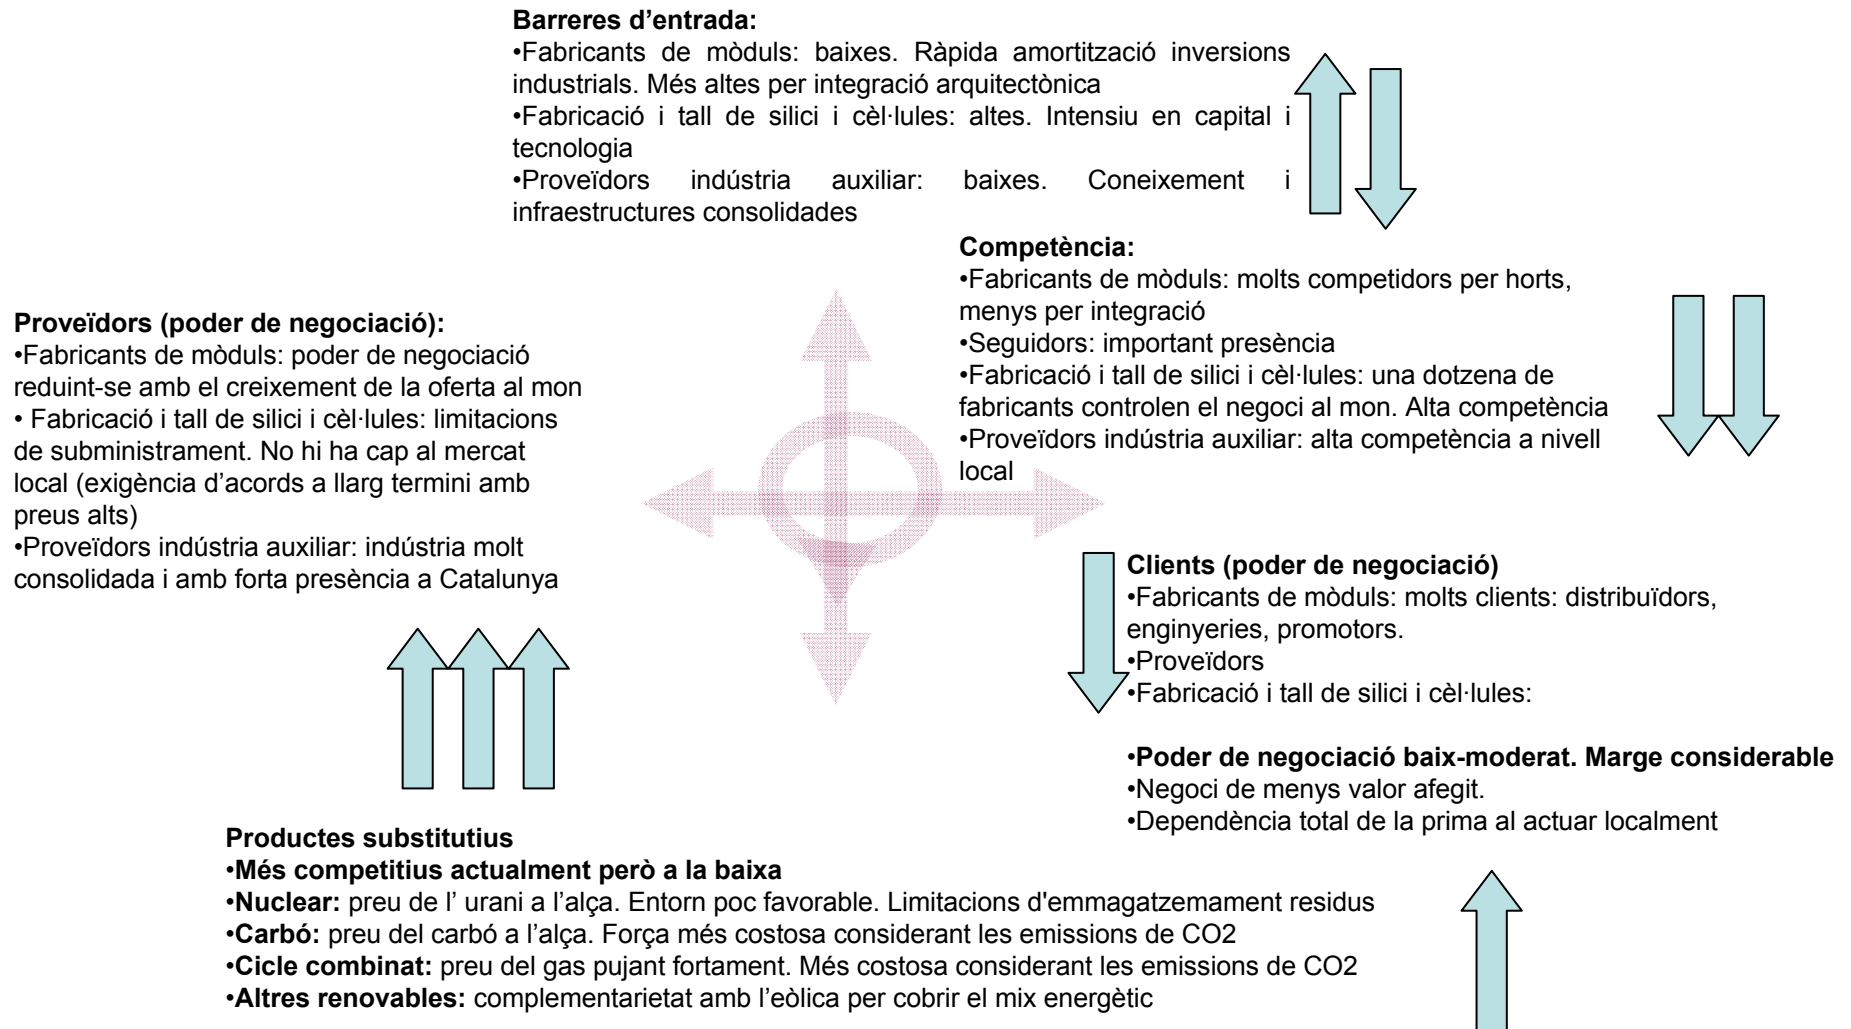 Barreres d’entrada:
•Fabricants de mòduls: baixes. Ràpida amortització inversions
industrials. Més altes per integració arquitectònica
•Fabricació i tall de silici i cèl·lules: altes. Intensiu en capital i
tecnologia
•Proveïdors indústria auxiliar: baixes. Coneixement i
infraestructures consolidades
Competència:
•Fabricants de mòduls: molts competidors per horts,
menys per integració
•Seguidors: important presència
•Fabricació i tall de silici i cèl·lules: una dotzena de
fabricants controlen el negoci al mon. Alta competència
•Proveïdors indústria auxiliar: alta competència a nivell
local
Proveïdors (poder de negociació):
•Fabricants de mòduls: poder de negociació
reduint-se amb el creixement de la oferta al mon
• Fabricació i tall de silici i cèl·lules: limitacions
de subministrament. No hi ha cap al mercat
local (exigència d’acords a llarg termini amb
preus alts)
•Proveïdors indústria auxiliar: indústria molt
consolidada i amb forta presència a Catalunya
Clients (poder de negociació)
•Fabricants de mòduls: molts clients: distribuïdors,
enginyeries, promotors.
•Proveïdors
•Fabricació i tall de silici i cèl·lules:
•Poder de negociació baix-moderat. Marge considerable
•Negoci de menys valor afegit.
•Dependència total de la prima al actuar localment
Productes substitutius
•Més competitius actualment però a la baixa
•Nuclear: preu de l’ urani a l’alça. Entorn poc favorable. Limitacions d'emmagatzemament residus
•Carbó: preu del carbó a l’alça. Força més costosa considerant les emissions de CO2
•Cicle combinat: preu del gas pujant fortament. Més costosa considerant les emissions de CO2
•Altres renovables: complementarietat amb l’eòlica per cobrir el mix energètic